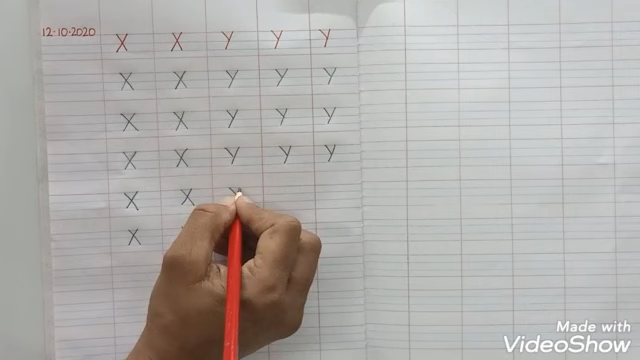 12-10-2020 X X Y Y Y
X X Y Y Y
X X Y Y Y
X X Y Y Y
X X
X
Made with
VideoShow